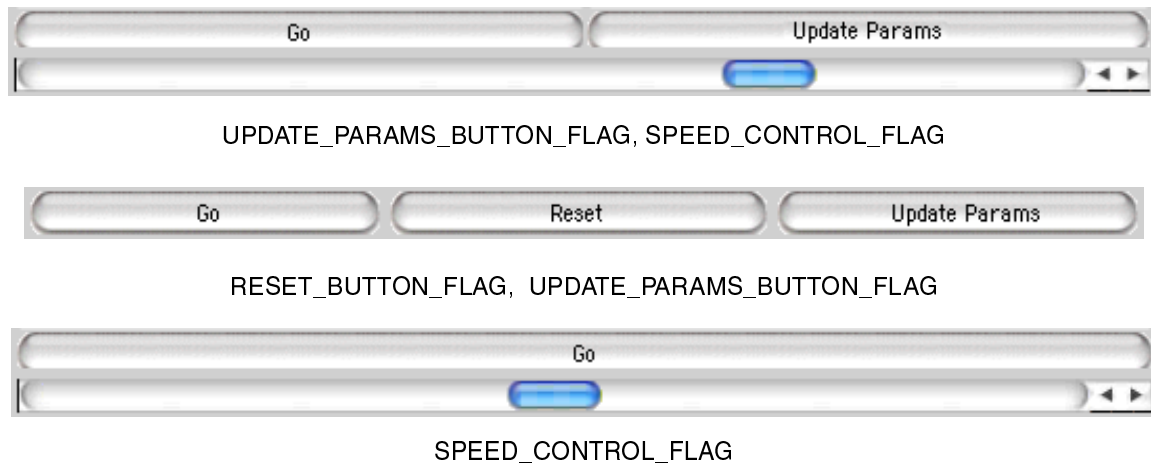 Go Update Params
UPDATE_PARAMS_BUTTON_FLAG, SPEED_CONTROL_FLAG
Go Reset Update Params
RESET_BUTTON_FLAG, UPDATE_PARAMS_BUTTON_FLAG
Go
SPEED_CONTROL_FLAG